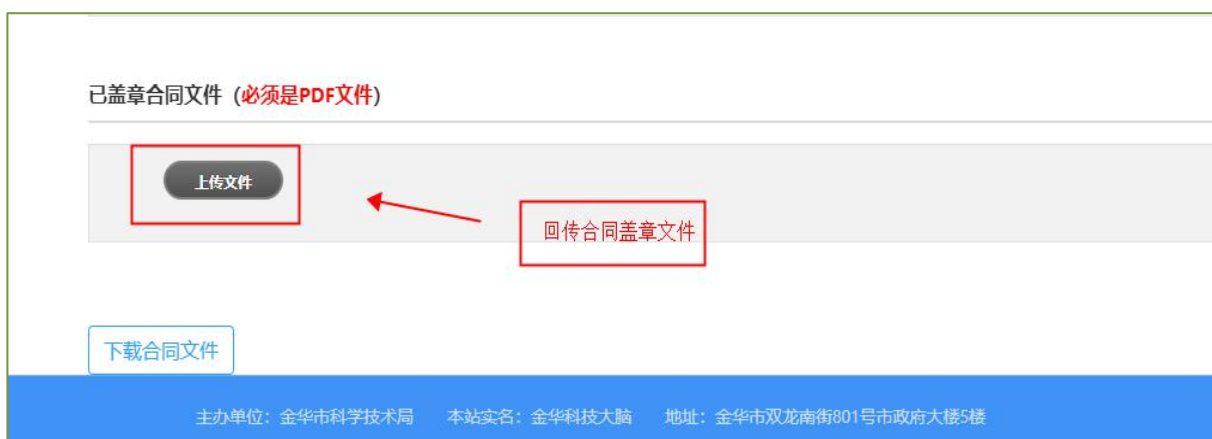 已盖章合同文件（必须是PDF文件）
上传文件
回传合同盖章文件
下载合同文件
主办单位：金华市科学技术局 本站实名：金华科技大脑 地址：金华市双龙南街801号市政府大楼5楼